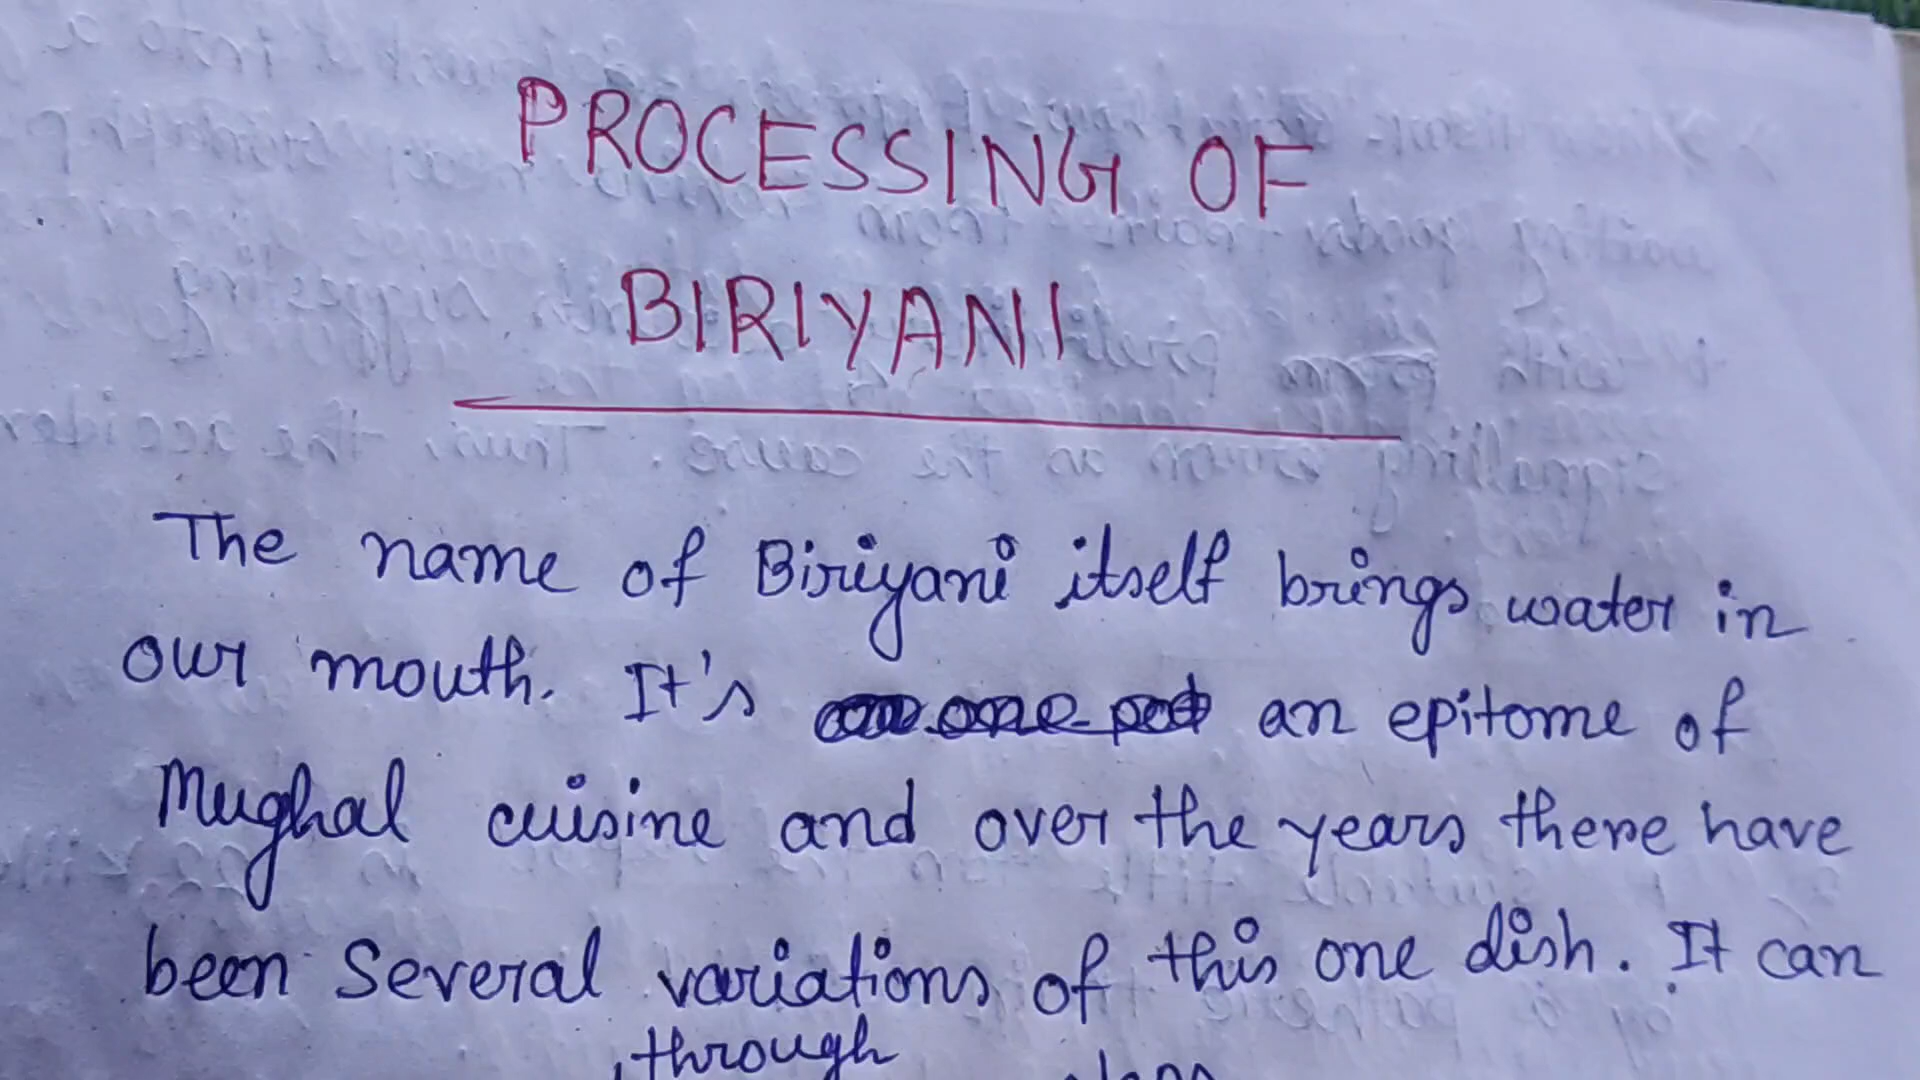 PROCESSING OF
BIRIYANI
The name of Biriyani itself brings water in
our mouth. It's an epitome of
Mughal cuisine and over the years there have
been several variations of this one dish. It can
through